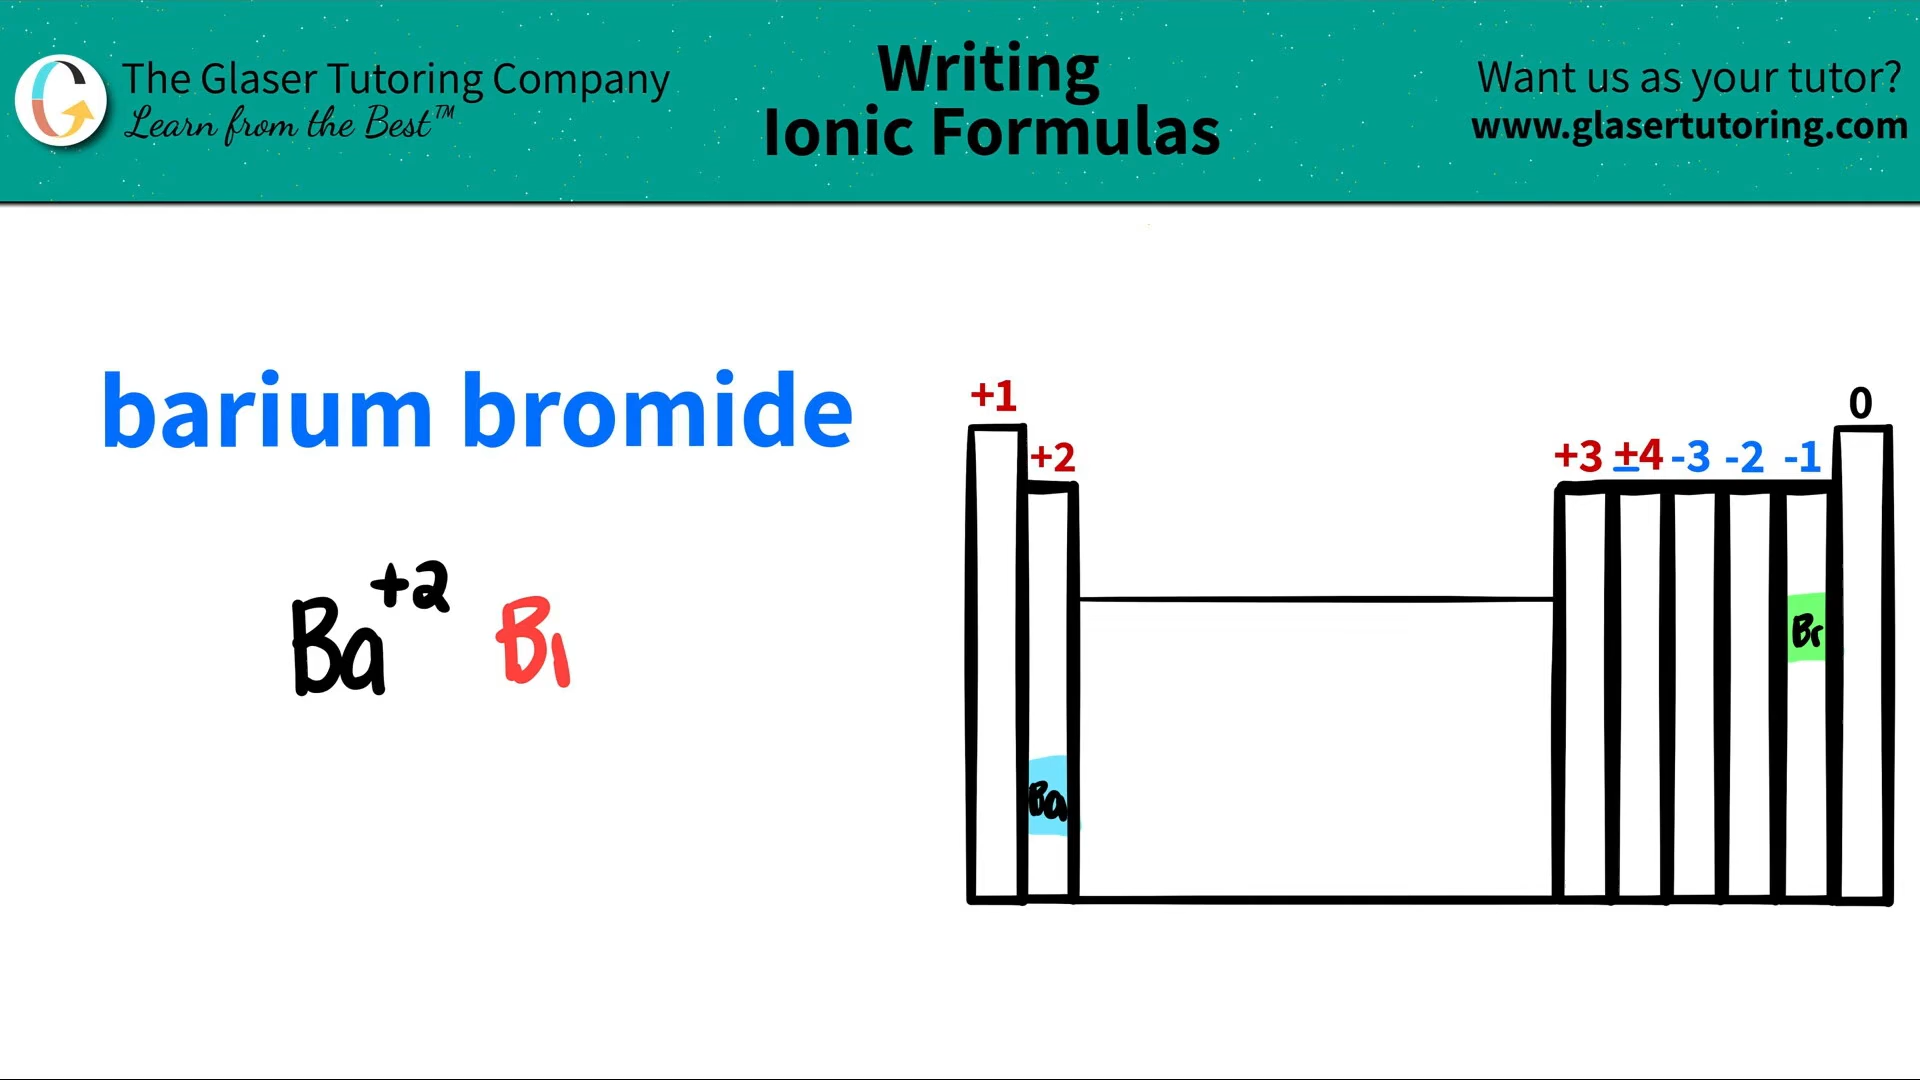 The Glaser Tutoring Company
Learn from the Best™
Writing
Ionic Formulas
Want us as your tutor?
www.glasertutoring.com
barium bromide
Ba+2 Bı
+1
+2
+3 ±4 -3 -2 -1
0
Br
Ba